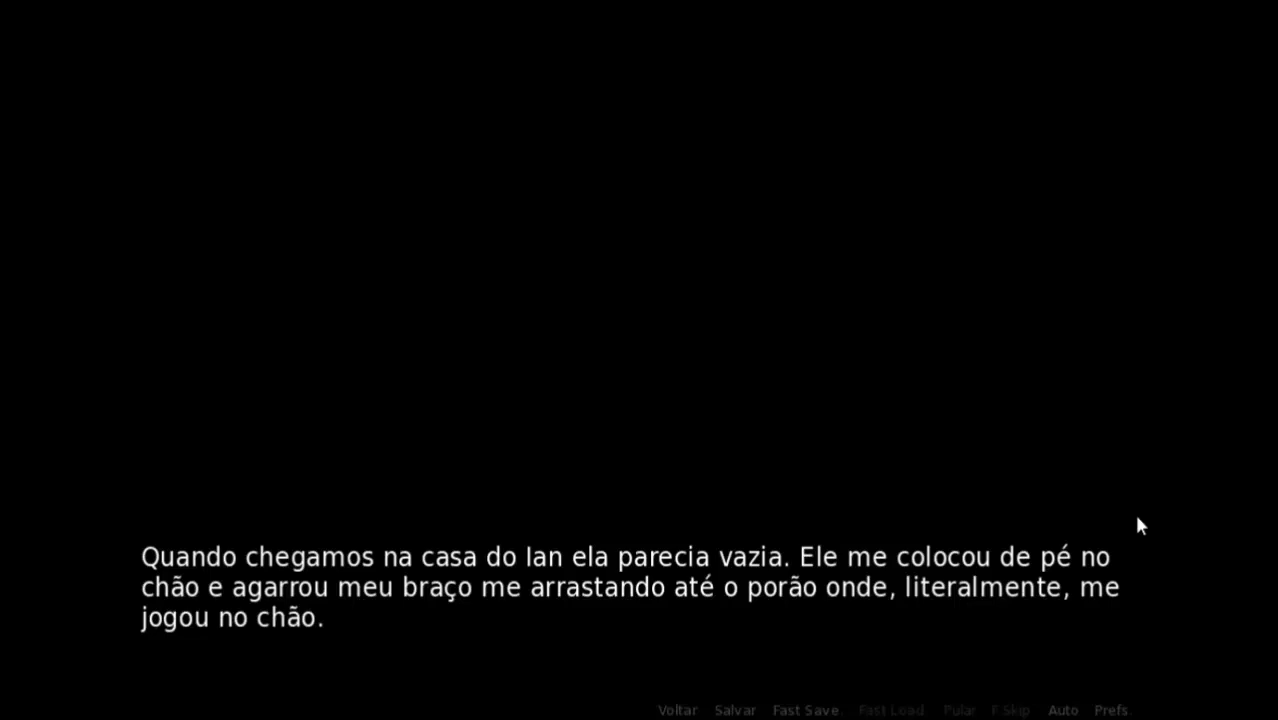 Quando chegamos na casa do Ian ela parecia vazia. Ele me colocou de pé no
chão e agarrou meu braço me arrastando até o porão onde, literalmente, me
jogou no chão.
Voltar Salvar Fast Save Fast Load Pular F Skip Auto Prefs